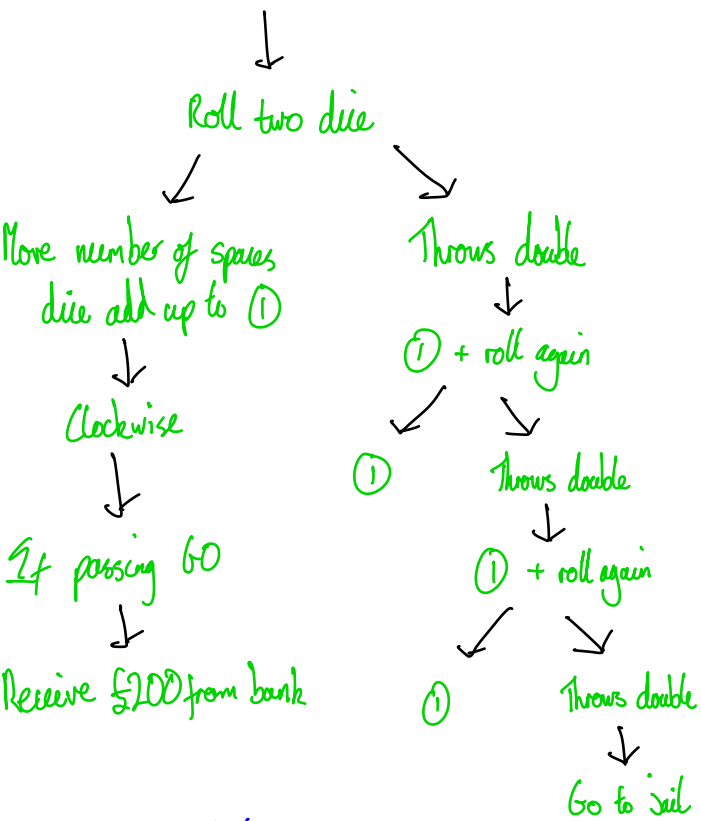 Roll two dice
Move number of spaces
dice add up to ①
Throws double
① + roll again
Clockwise
①
Throws double
If passing GO
① + roll again
Receive £200 from bank
①
Throws double
Go to jail